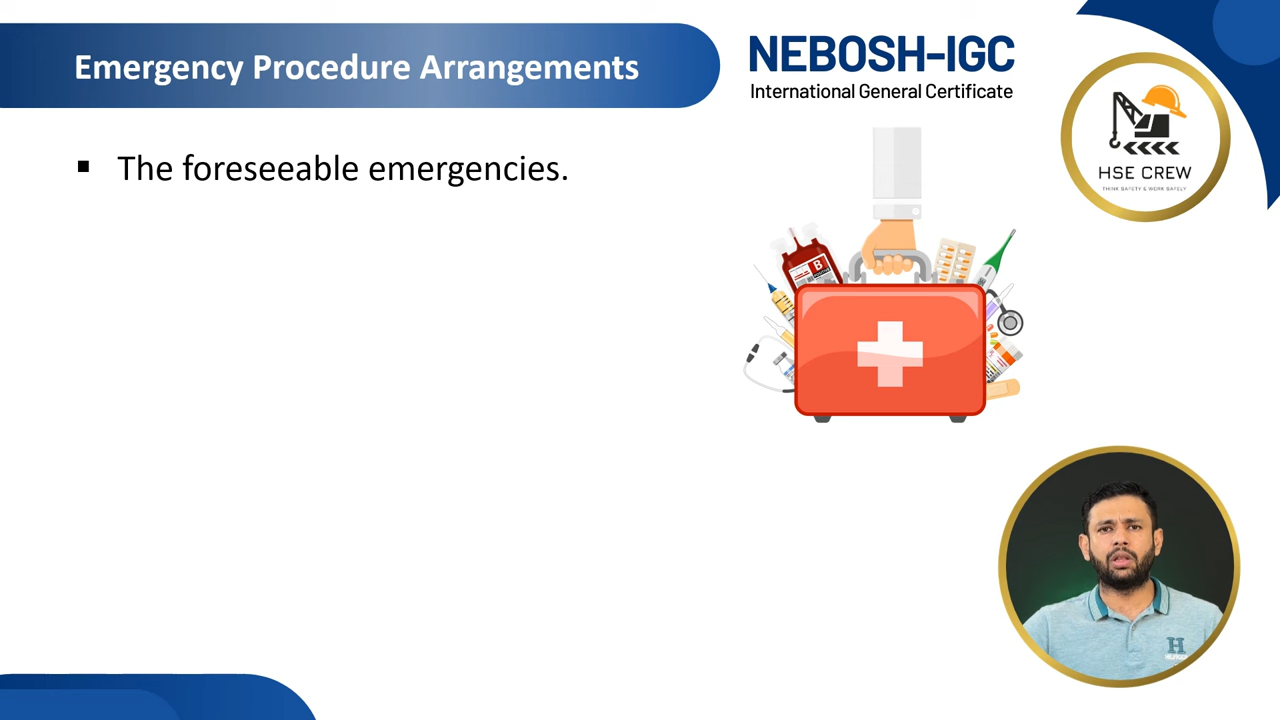 Emergency Procedure Arrangements
NEBOSH-IGC
International General Certificate
▪ The foreseeable emergencies.
HSE CREW
THINK SAFETY & WORK SAFELY
B
H